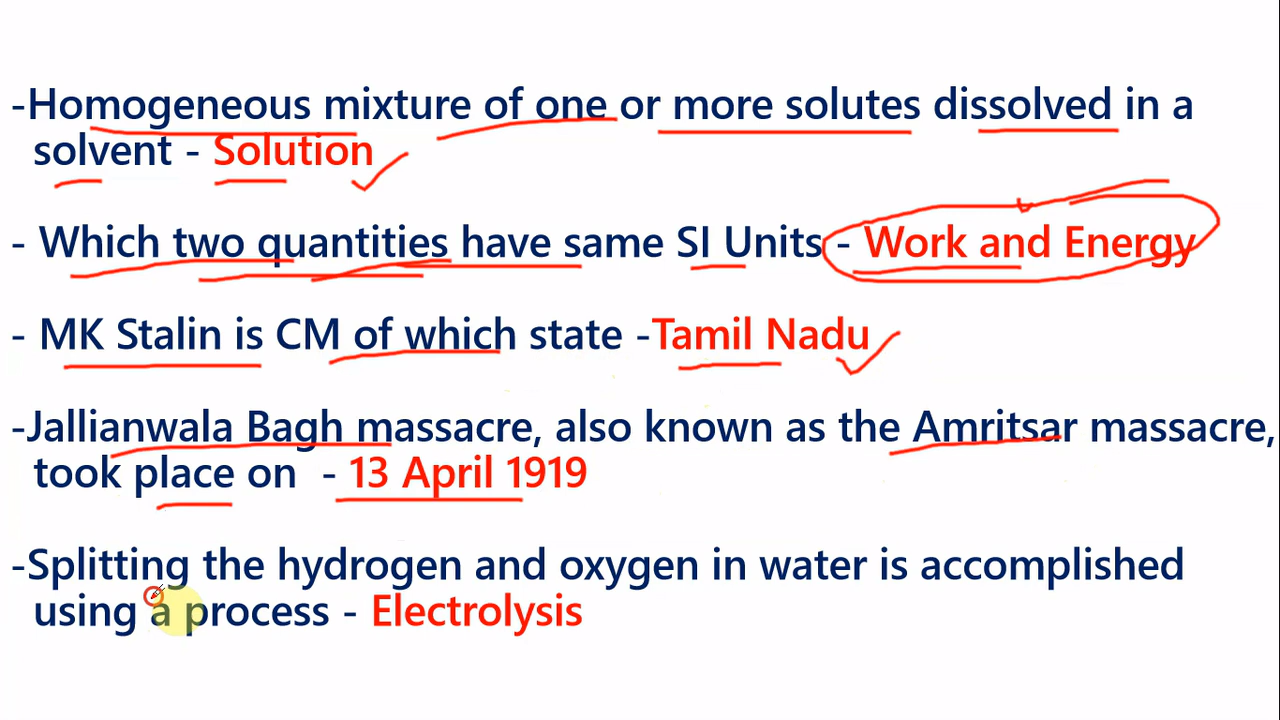 -Homogeneous mixture of one or more solutes dissolved in a
solvent - Solution
- Which two quantities have same SI Units - Work and Energy
- MK Stalin is CM of which state -Tamil Nadu
-Jallianwala Bagh massacre, also known as the Amritsar massacre,
took place on - 13 April 1919
-Splitting the hydrogen and oxygen in water is accomplished
using a process - Electrolysis